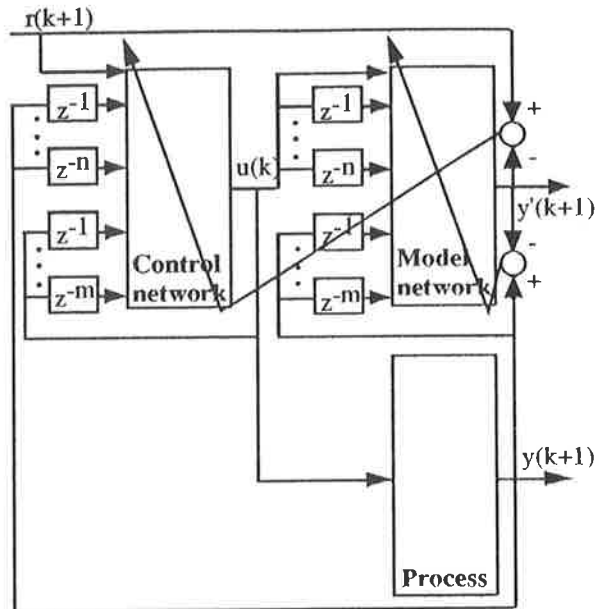 r(k+1)
z-1
z-n
z-1
z-m
Control
network
u(k)
z-1
z-n
z-1
z-m
Model
network
+
-
y'(k+1)
-
+
y(k+1)
Process